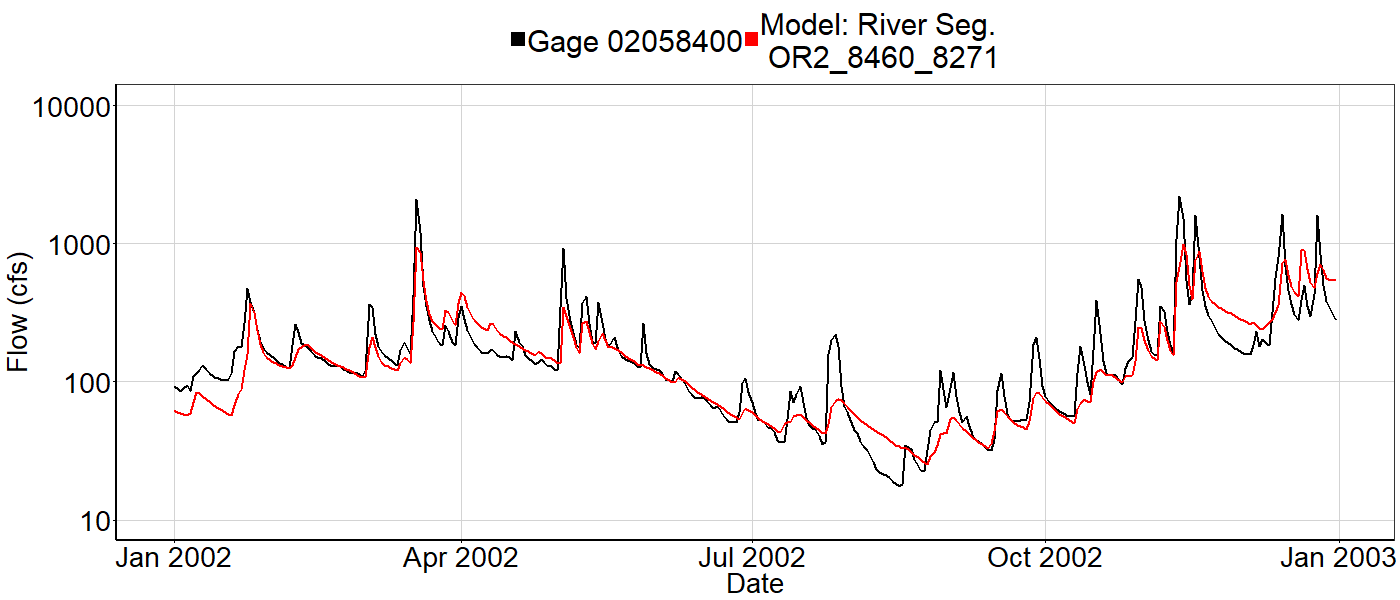 Gage 02058400
Model: River Seg.
OR2_8460_8271
Flow (cfs)
10000
1000
100
10
Jan 2002
Apr 2002
Jul 2002
Oct 2002
Jan 2003
Date